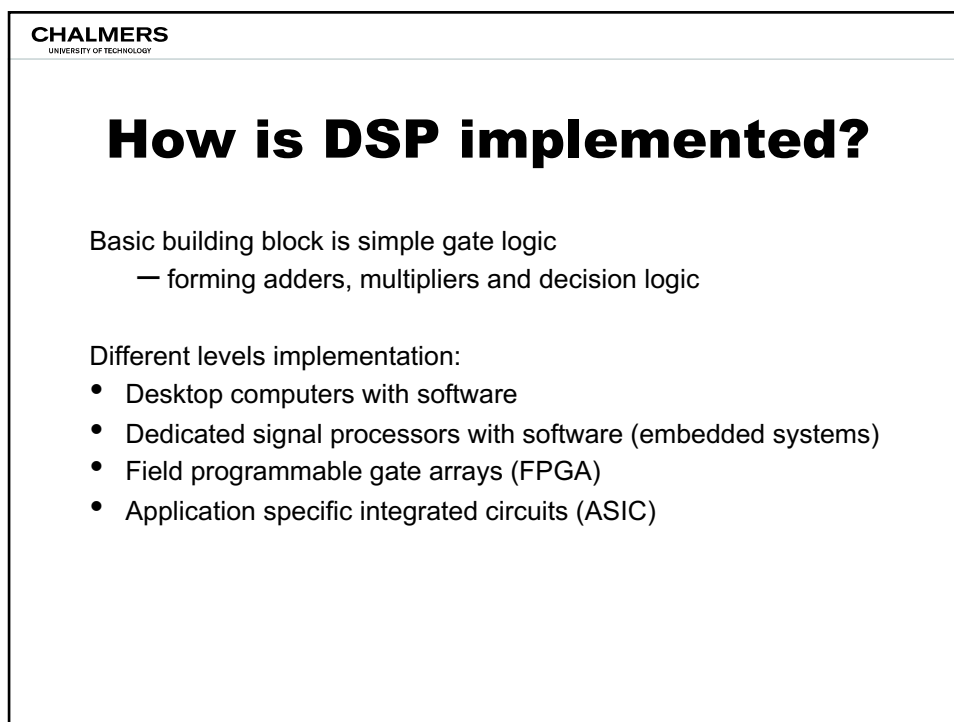 CHALMERS
UNIVERSITY OF TECHNOLOGY
How is DSP implemented?
Basic building block is simple gate logic
— forming adders, multipliers and decision logic
Different levels implementation:
• Desktop computers with software
• Dedicated signal processors with software (embedded systems)
• Field programmable gate arrays (FPGA)
• Application specific integrated circuits (ASIC)